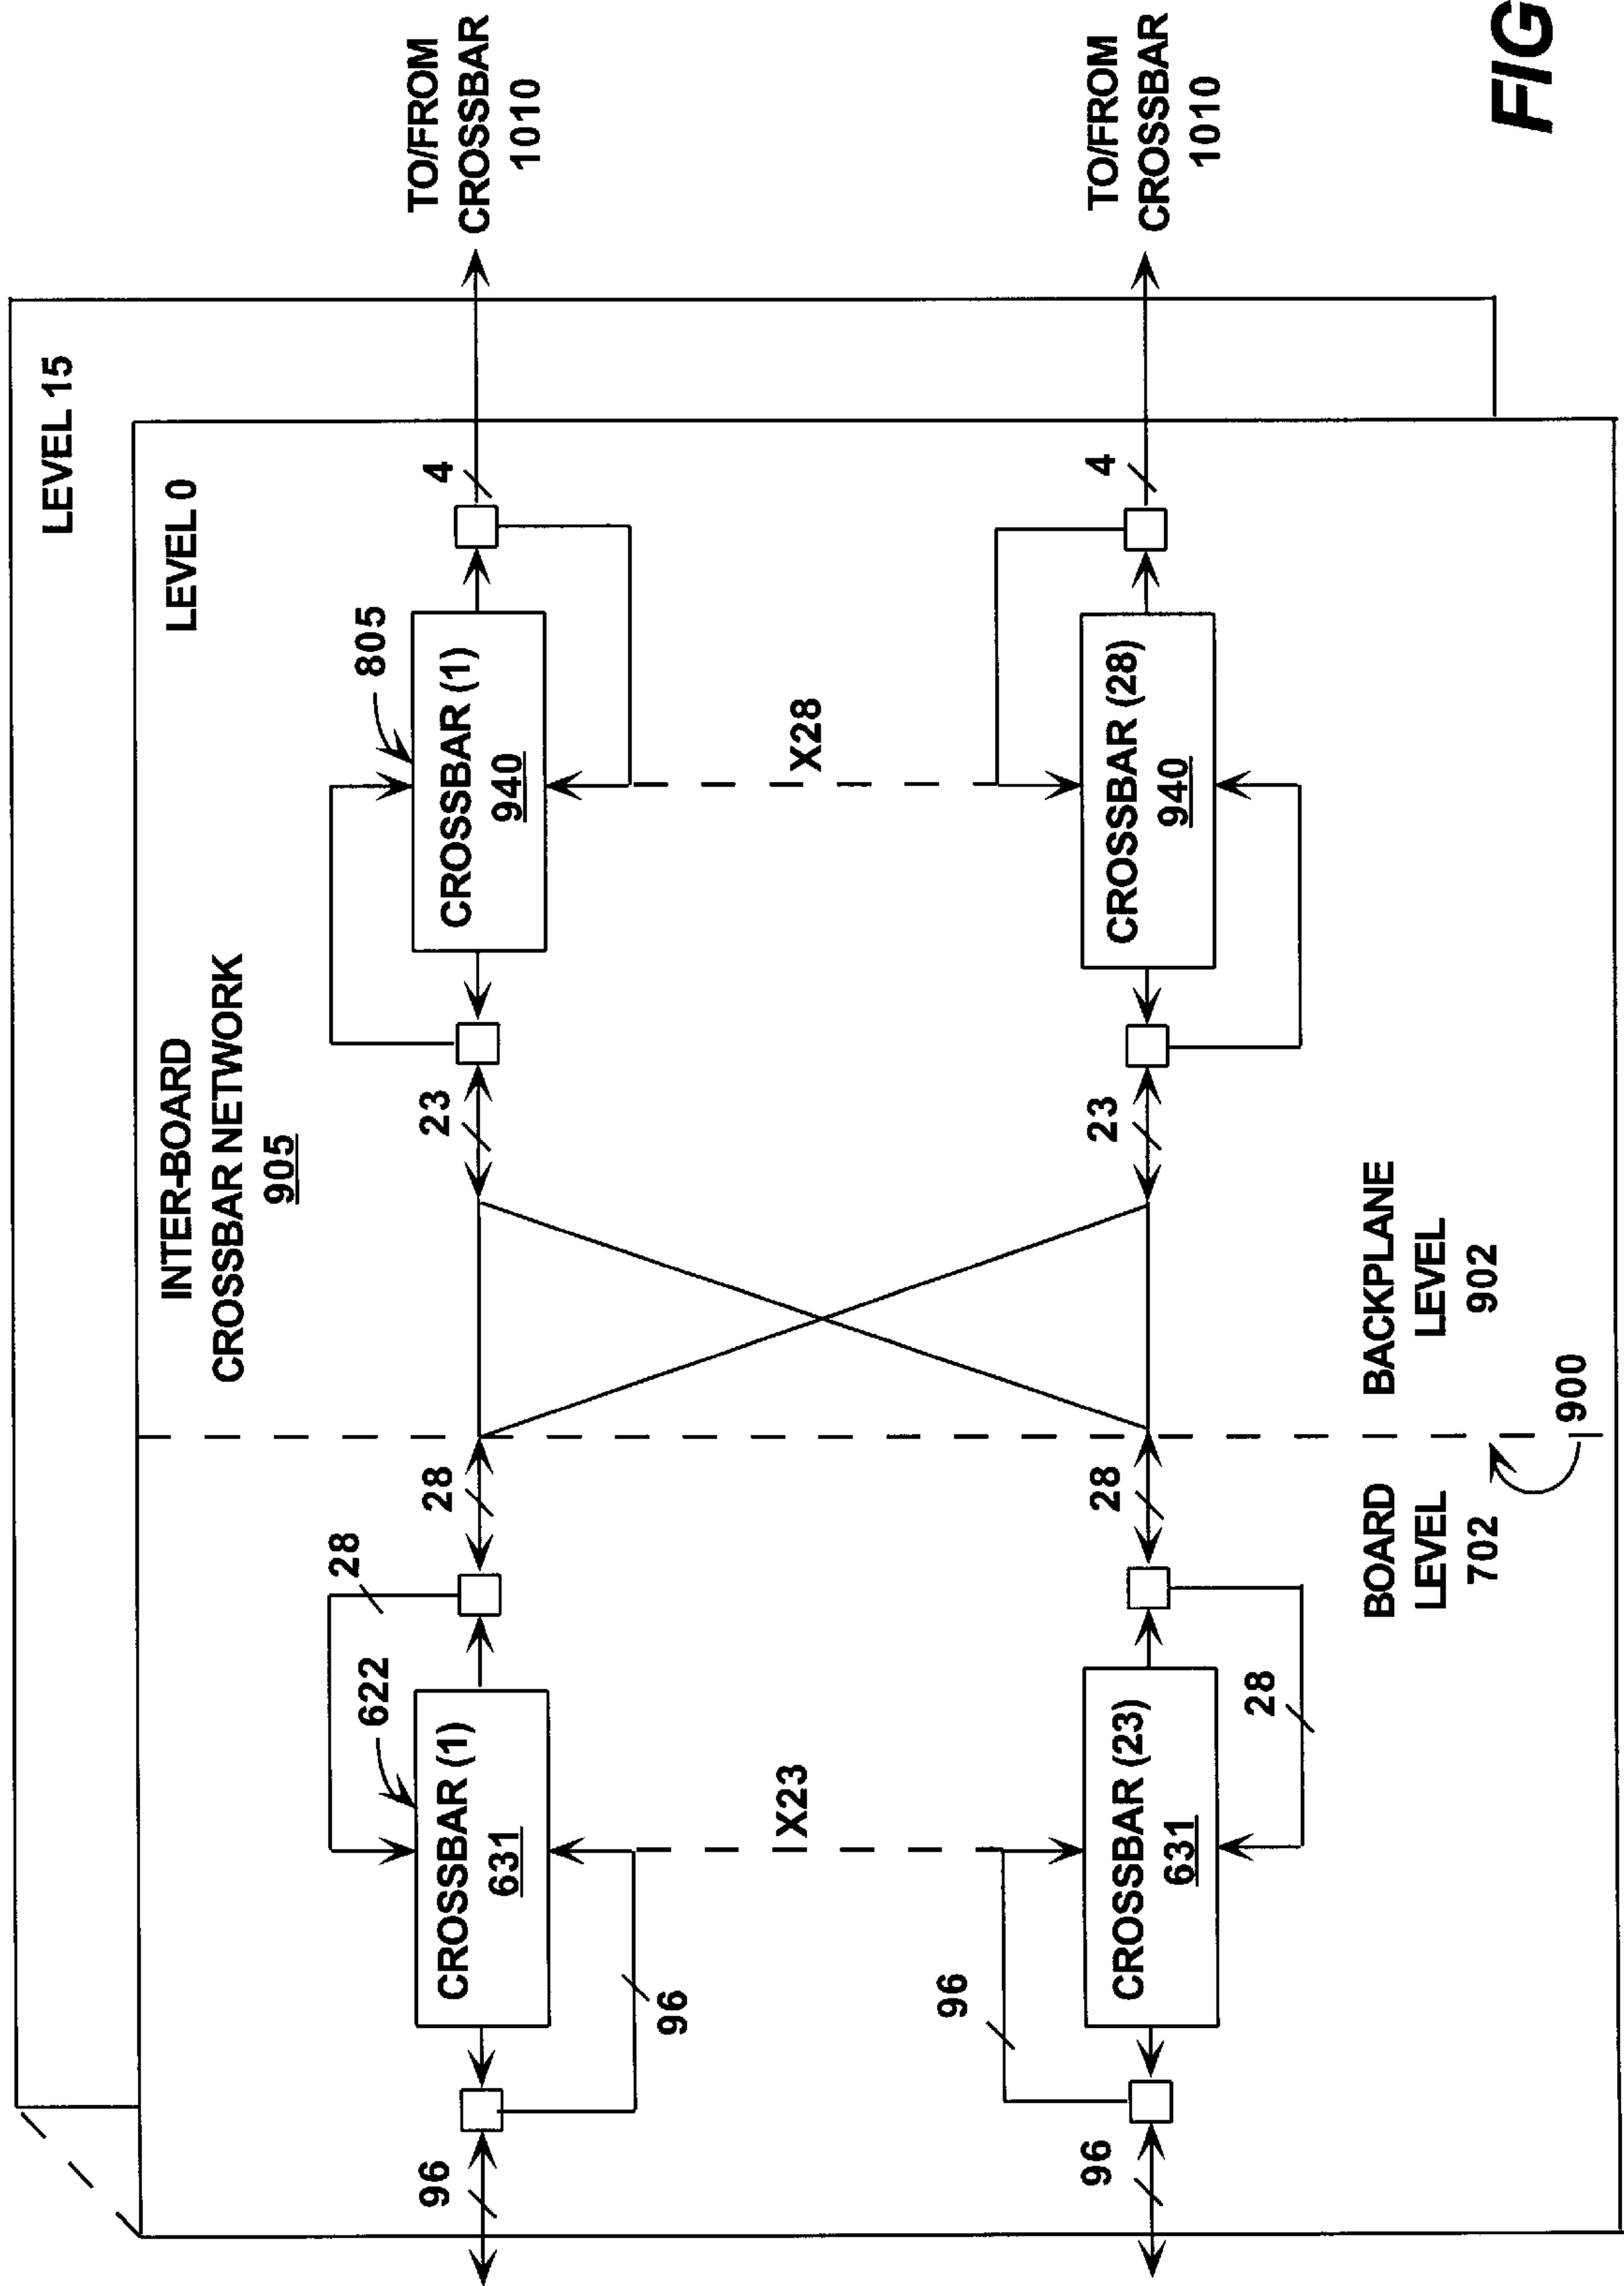 LEVEL 15
LEVEL 0
INTER-BOARD
CROSSBAR NETWORK
905
622
28
28
23
805
4
96
CROSSBAR (1)
631
CROSSBAR (1)
940
TO/FROM
CROSSBAR
1010
96
X23
X28
96
96
28
23
4
CROSSBAR (23)
631
CROSSBAR (28)
940
TO/FROM
CROSSBAR
1010
28
BOARD
LEVEL
702
BACKPLANE
LEVEL
902
900
FIG